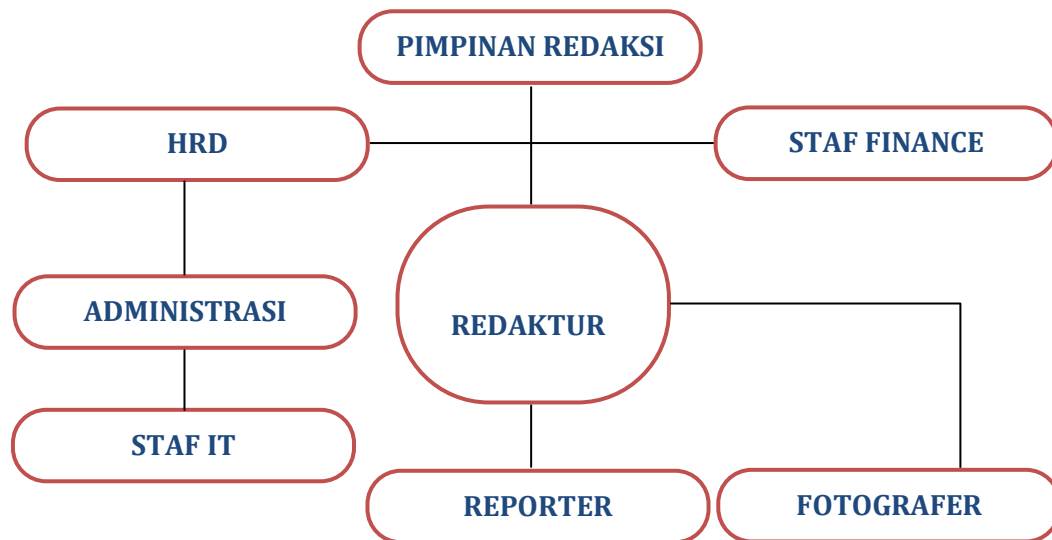 PIMPINAN REDAKSI
HRD
STAF FINANCE
ADMINISTRASI
REDAKTUR
STAF IT
REPORTER
FOTOGRAFER